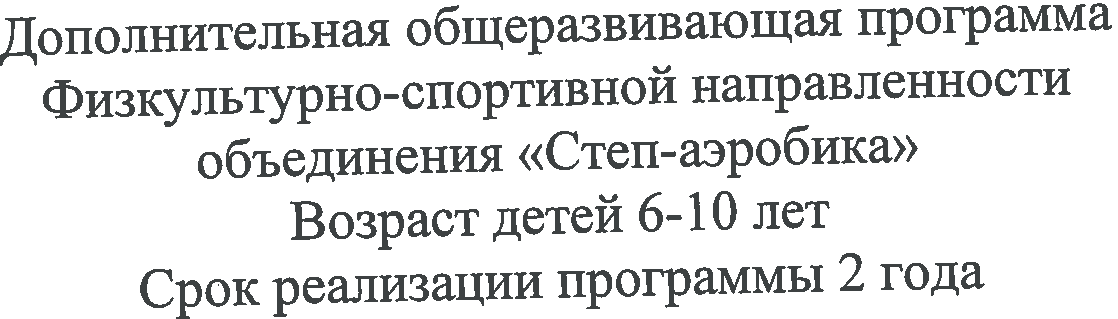 Дополнительная общеразвивающая программа
Физкультурно-спортивной направленности
объединения «Степ-аэробика»
Возраст детей 6-10 лет
Срок реализации программы 2 года